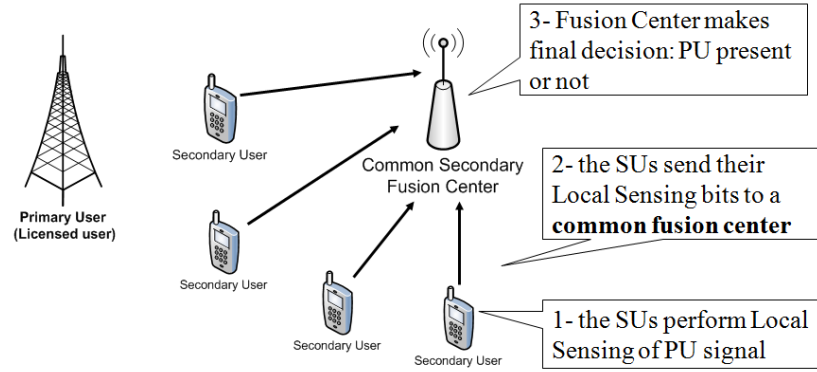 3- Fusion Center makes
final decision: PU present
or not
Secondary User
Common Secondary
Fusion Center
2- the SUs send their
Local Sensing bits to a
common fusion center
Primary User
(Licensed user)
Secondary User
1- the SUs perform Local
Sensing of PU signal
Secondary User
Secondary User